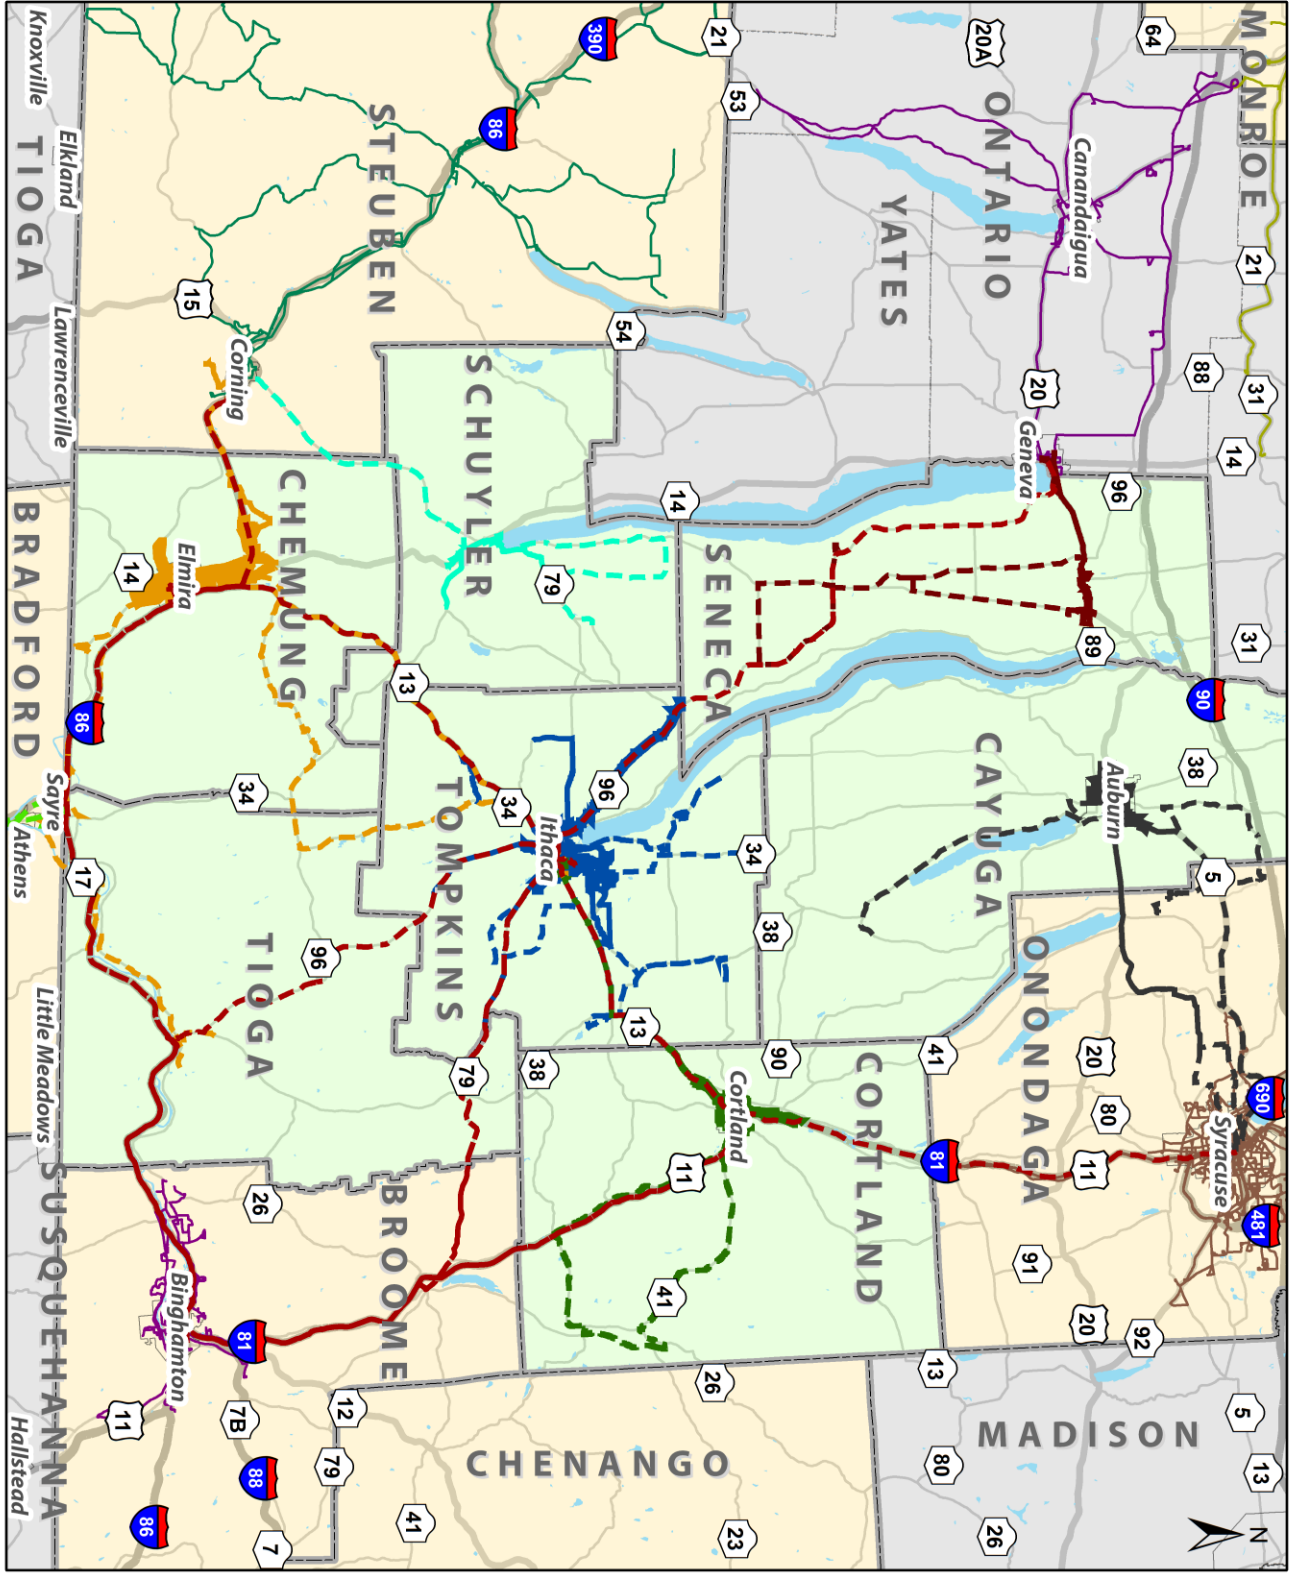 MONROE
N
690
13
481
21
31
31
5
14
Syracuse
5
90
88
38
64
92
96
Auburn
80
89
20
11
20
Canandaigua
20
91
ONONDAGA
Geneva
ONTARIO
26
20A
CAYUGA
MADISON
81
41
80
13
YATES
CORTLAND
90
38
34
53
Cortland
23
21
SENECA
26
14
11
41
13
54
96
390
CHENANGO
79
Ithaca
38
34
86
SCHUYLER
79
TOMPKINS
41
13
BROOME
STEUBEN
12
79
96
CHEMUNG
7
TIOGA
26
88
34
81
Corning
7B
15
Elmira
Binghamton
86
14
11
86
17
Elkland
Lawrenceville
Sayre
Little Meadows
SUSQUEHANNA
Knoxville
TIOGA
BRADFORD
Athens
Hallstead